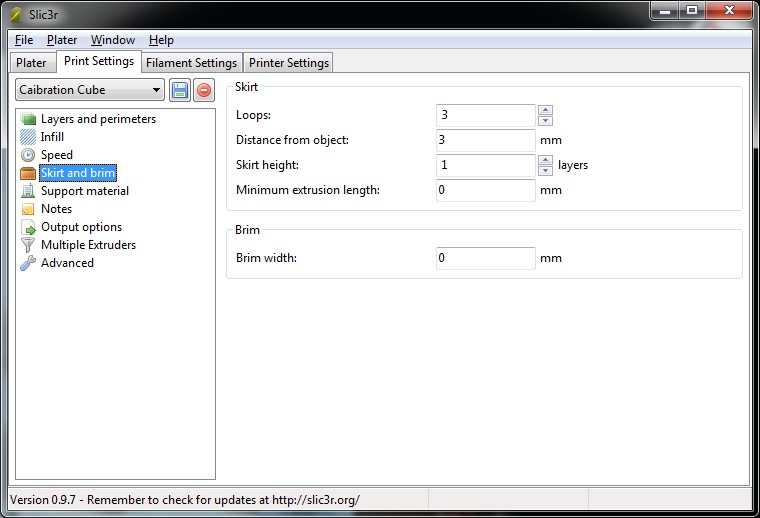 Slic3r
File Plater Window Help
Plater Print Settings Filament Settings Printer Settings
Caibration Cube
Layers and perimeters
Infill
Speed
Skirt and brim
Support material
Notes
Output options
Multiple Extruders
Advanced
Skirt
Loops: 3
Distance from object: 3 mm
Skirt height: 1 layers
Minimum extrusion length: 0 mm
Brim
Brim width: 0 mm
Version 0.9.7 - Remember to check for updates at http://slic3r.org/